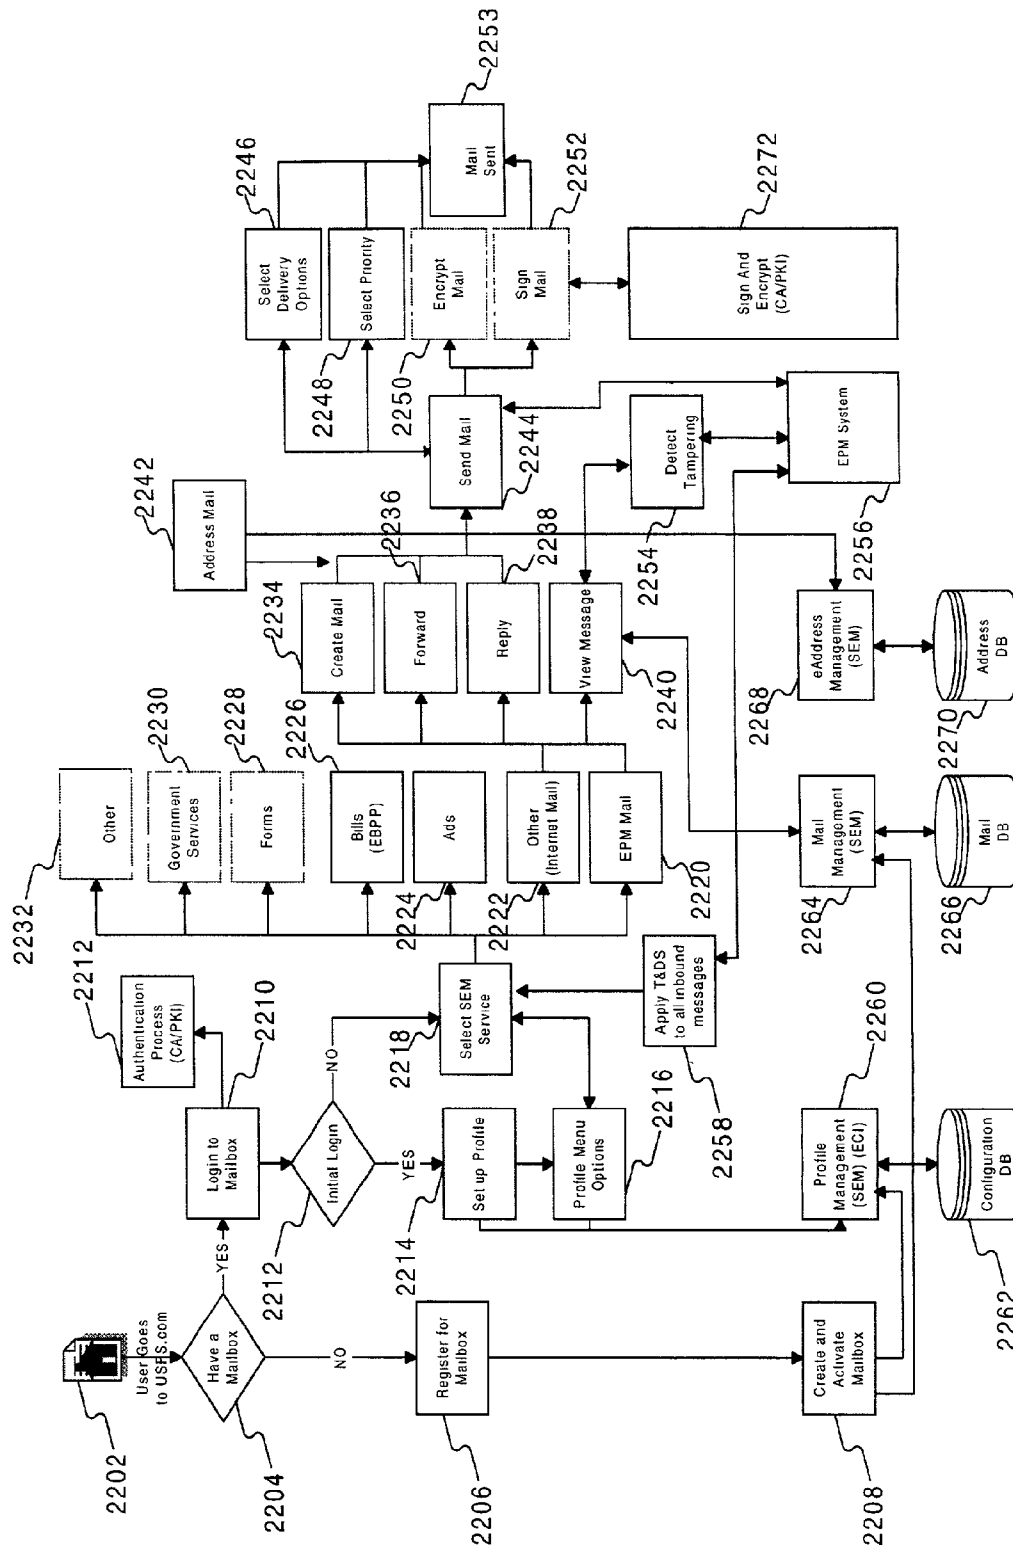 2202
User Goes
to USPS.com
Have a
Mailbox
2204
YES
NO
Register for
Mailbox
2206
Create and
Activate
Mailbox
2208
Login to
Mailbox
2210
Authentication
Process
(CA/PKI)
2212
Initial Login
2212
NO
YES
Set up Profile
2214
Profile Menu
Options
2216
Select SEM
Service
2218
Apply T&DS
to all inbound
messages
2258
Profile
Management
(SEM) (ECI)
2260
Configuration
DB
2262
Other
2232
Government
Services
2230
Forms
2228
Bills
(EBPP)
2226
Ads
2224
Other
(Internet Mail)
2222
EPM Mail
2220
Mail
Management
(SEM)
2264
Mail
DB
2266
Address Mail
2242
Create Mail
2234
Forward
2236
Reply
2238
View Message
2240
eAddress
Management
(SEM)
2268
Address
DB
2270
Send Mail
2244
Detect
Tampering
2254
EPM System
2256
Select
Delivery
Options
2246
Select Priority
2248
Encrypt
Mail
2250
Sign
Mail
2252
Mail
Sent
2253
Sign And
Encrypt
(CA/PKI)
2272